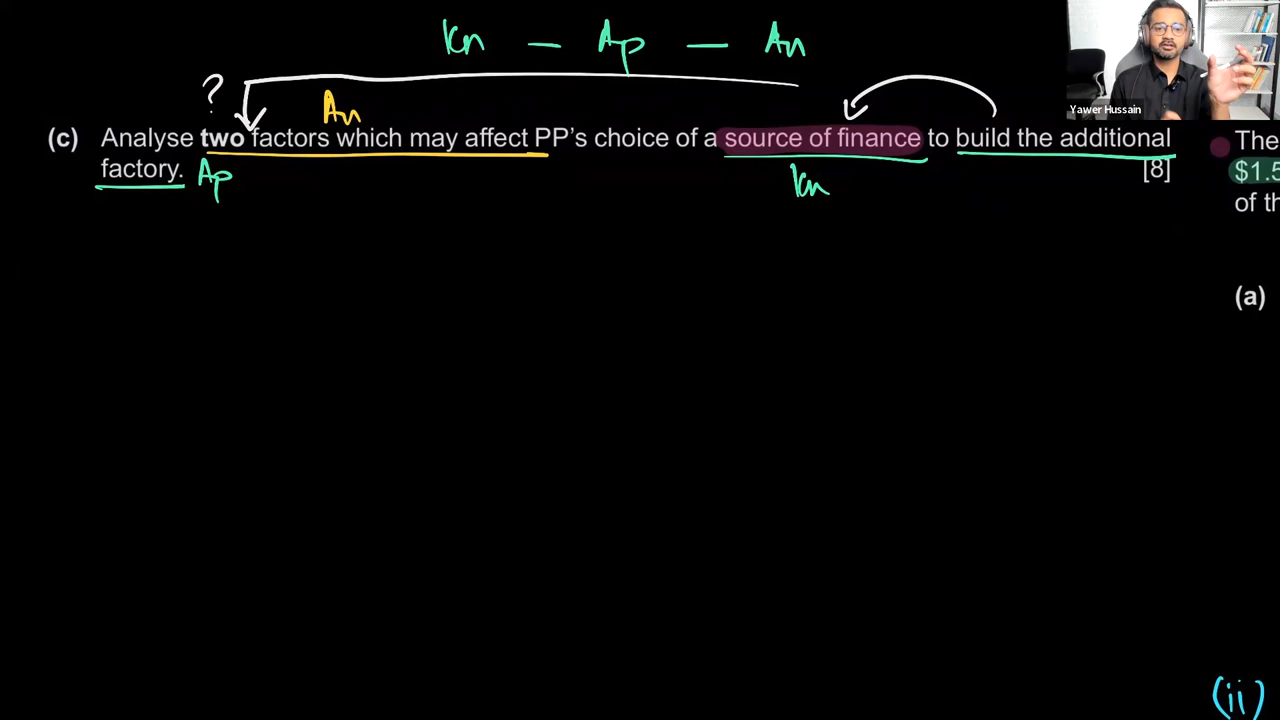 Kn – Ap – An
Yawer Hussain
? An
(c) Analyse two factors which may affect PP's choice of a source of finance to build the additional
factory. Ap
Kn
[8]
The
$1.5
of th
(a)
(ii)